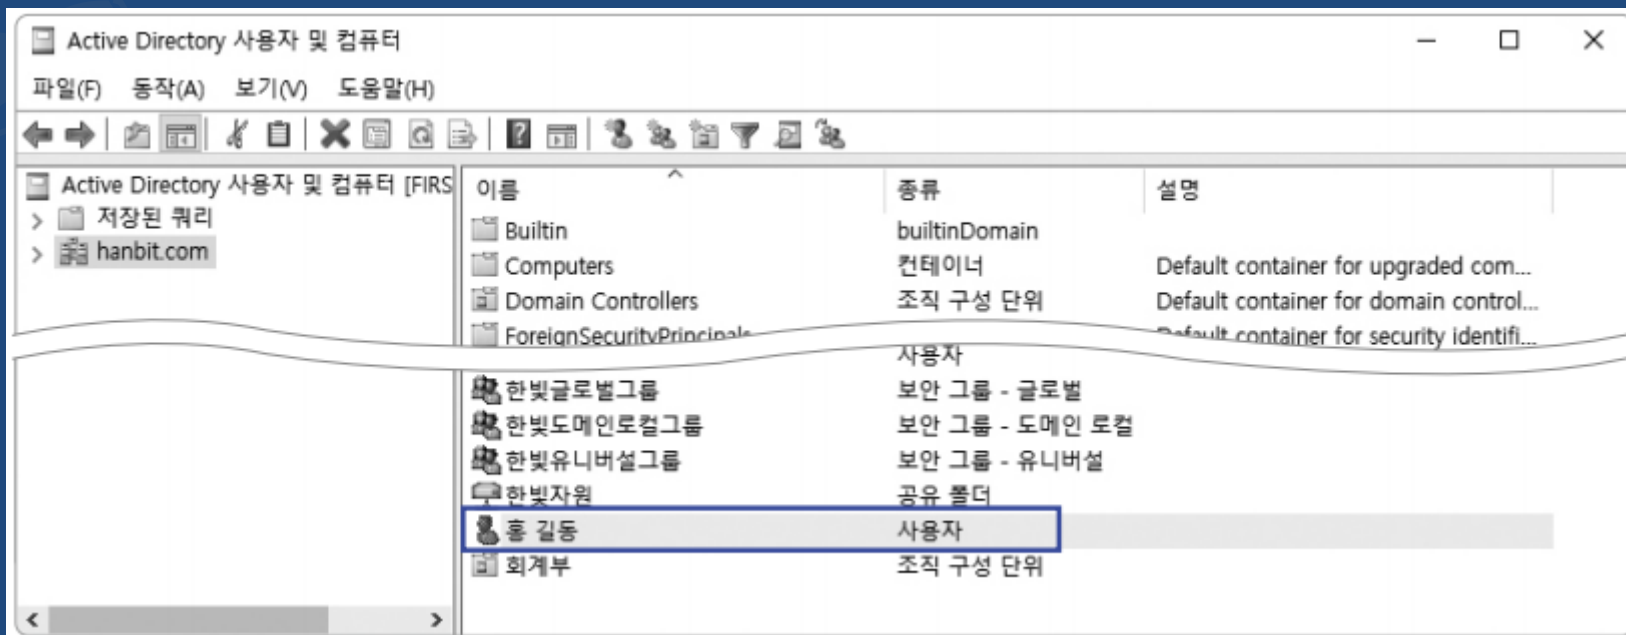 Active Directory 사용자 및 컴퓨터
파일(F) 동작(A) 보기(V) 도움말(H)
Active Directory 사용자 및 컴퓨터 [FIRS
저장된 쿼리
hanbit.com
이름 종류 설명
Builtin builtinDomain
Computers 컨테이너 Default container for upgraded com...
Domain Controllers 조직 구성 단위 Default container for domain control...
ForeignSecurityPrincipals Default container for security identifi...
사용자
한빛글로벌그룹 보안 그룹 - 글로벌
한빛도메인로컬그룹 보안 그룹 - 도메인 로컬
한빛유니버설그룹 보안 그룹 - 유니버설
한빛자원 공유 폴더
홍 길동 사용자
회계부 조직 구성 단위